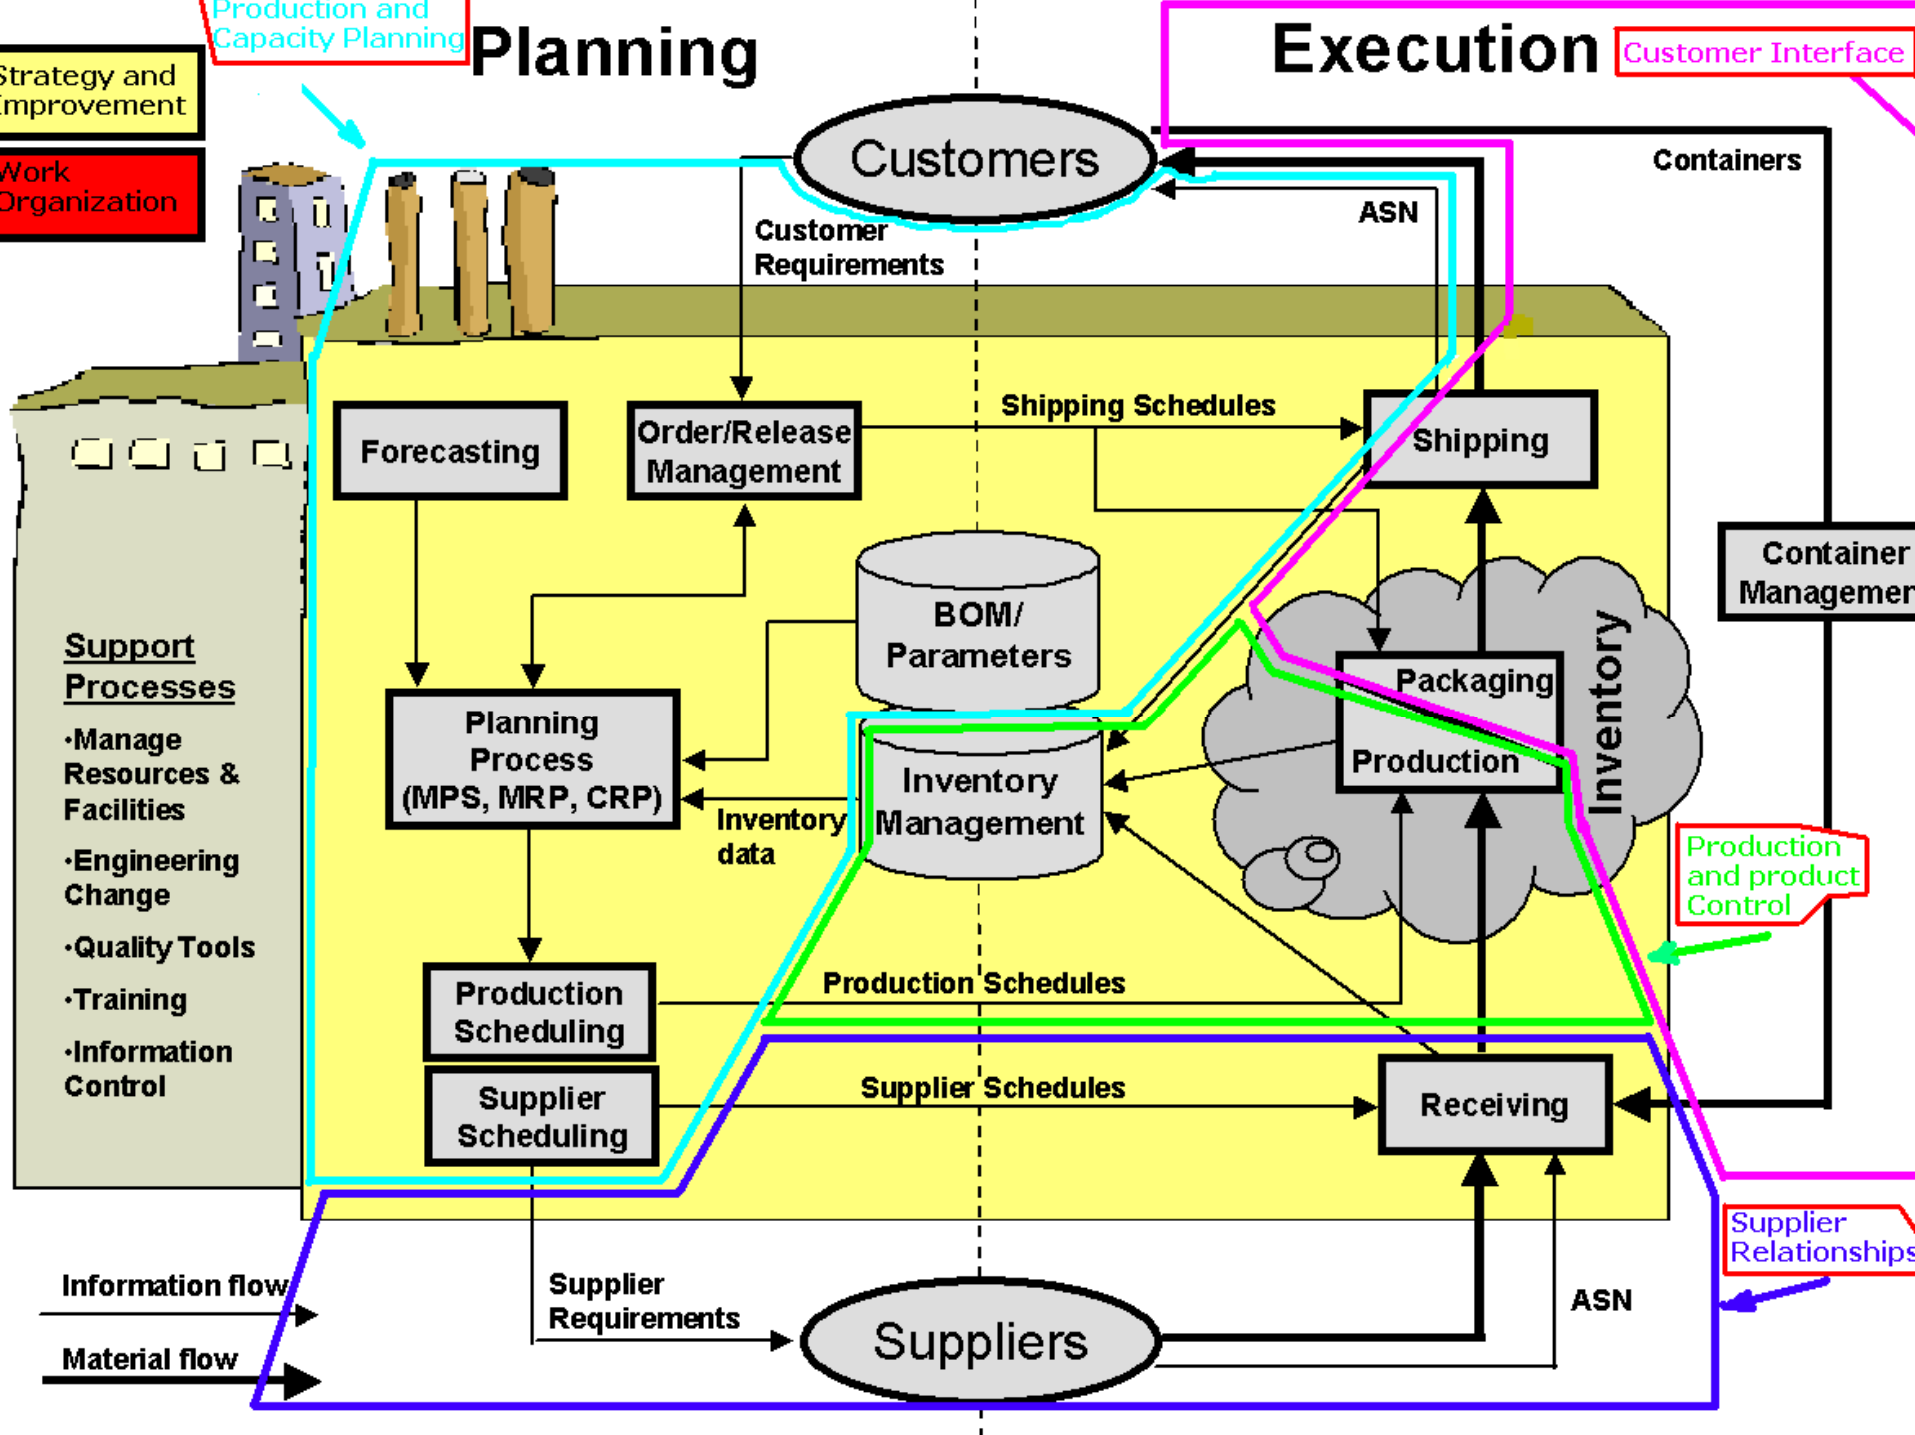 Production and
Capacity Planning
Planning
Execution
Customer Interface
Strategy and
Improvement
Work
Organization
Customers
Containers
ASN
Customer
Requirements
Forecasting
Order/Release
Management
Shipping Schedules
Shipping
BOM/
Parameters
Container
Management
Inventory
Packaging
Production
Support
Processes
•Manage
Resources &
Facilities
•Engineering
Change
•Quality Tools
•Training
•Information
Control
Planning
Process
(MPS, MRP, CRP)
Inventory
data
Inventory
Management
Production
and product
Control
Production
Scheduling
Production Schedules
Supplier
Scheduling
Supplier Schedules
Receiving
Supplier
Relationships
Information flow
Material flow
Supplier
Requirements
Suppliers
ASN